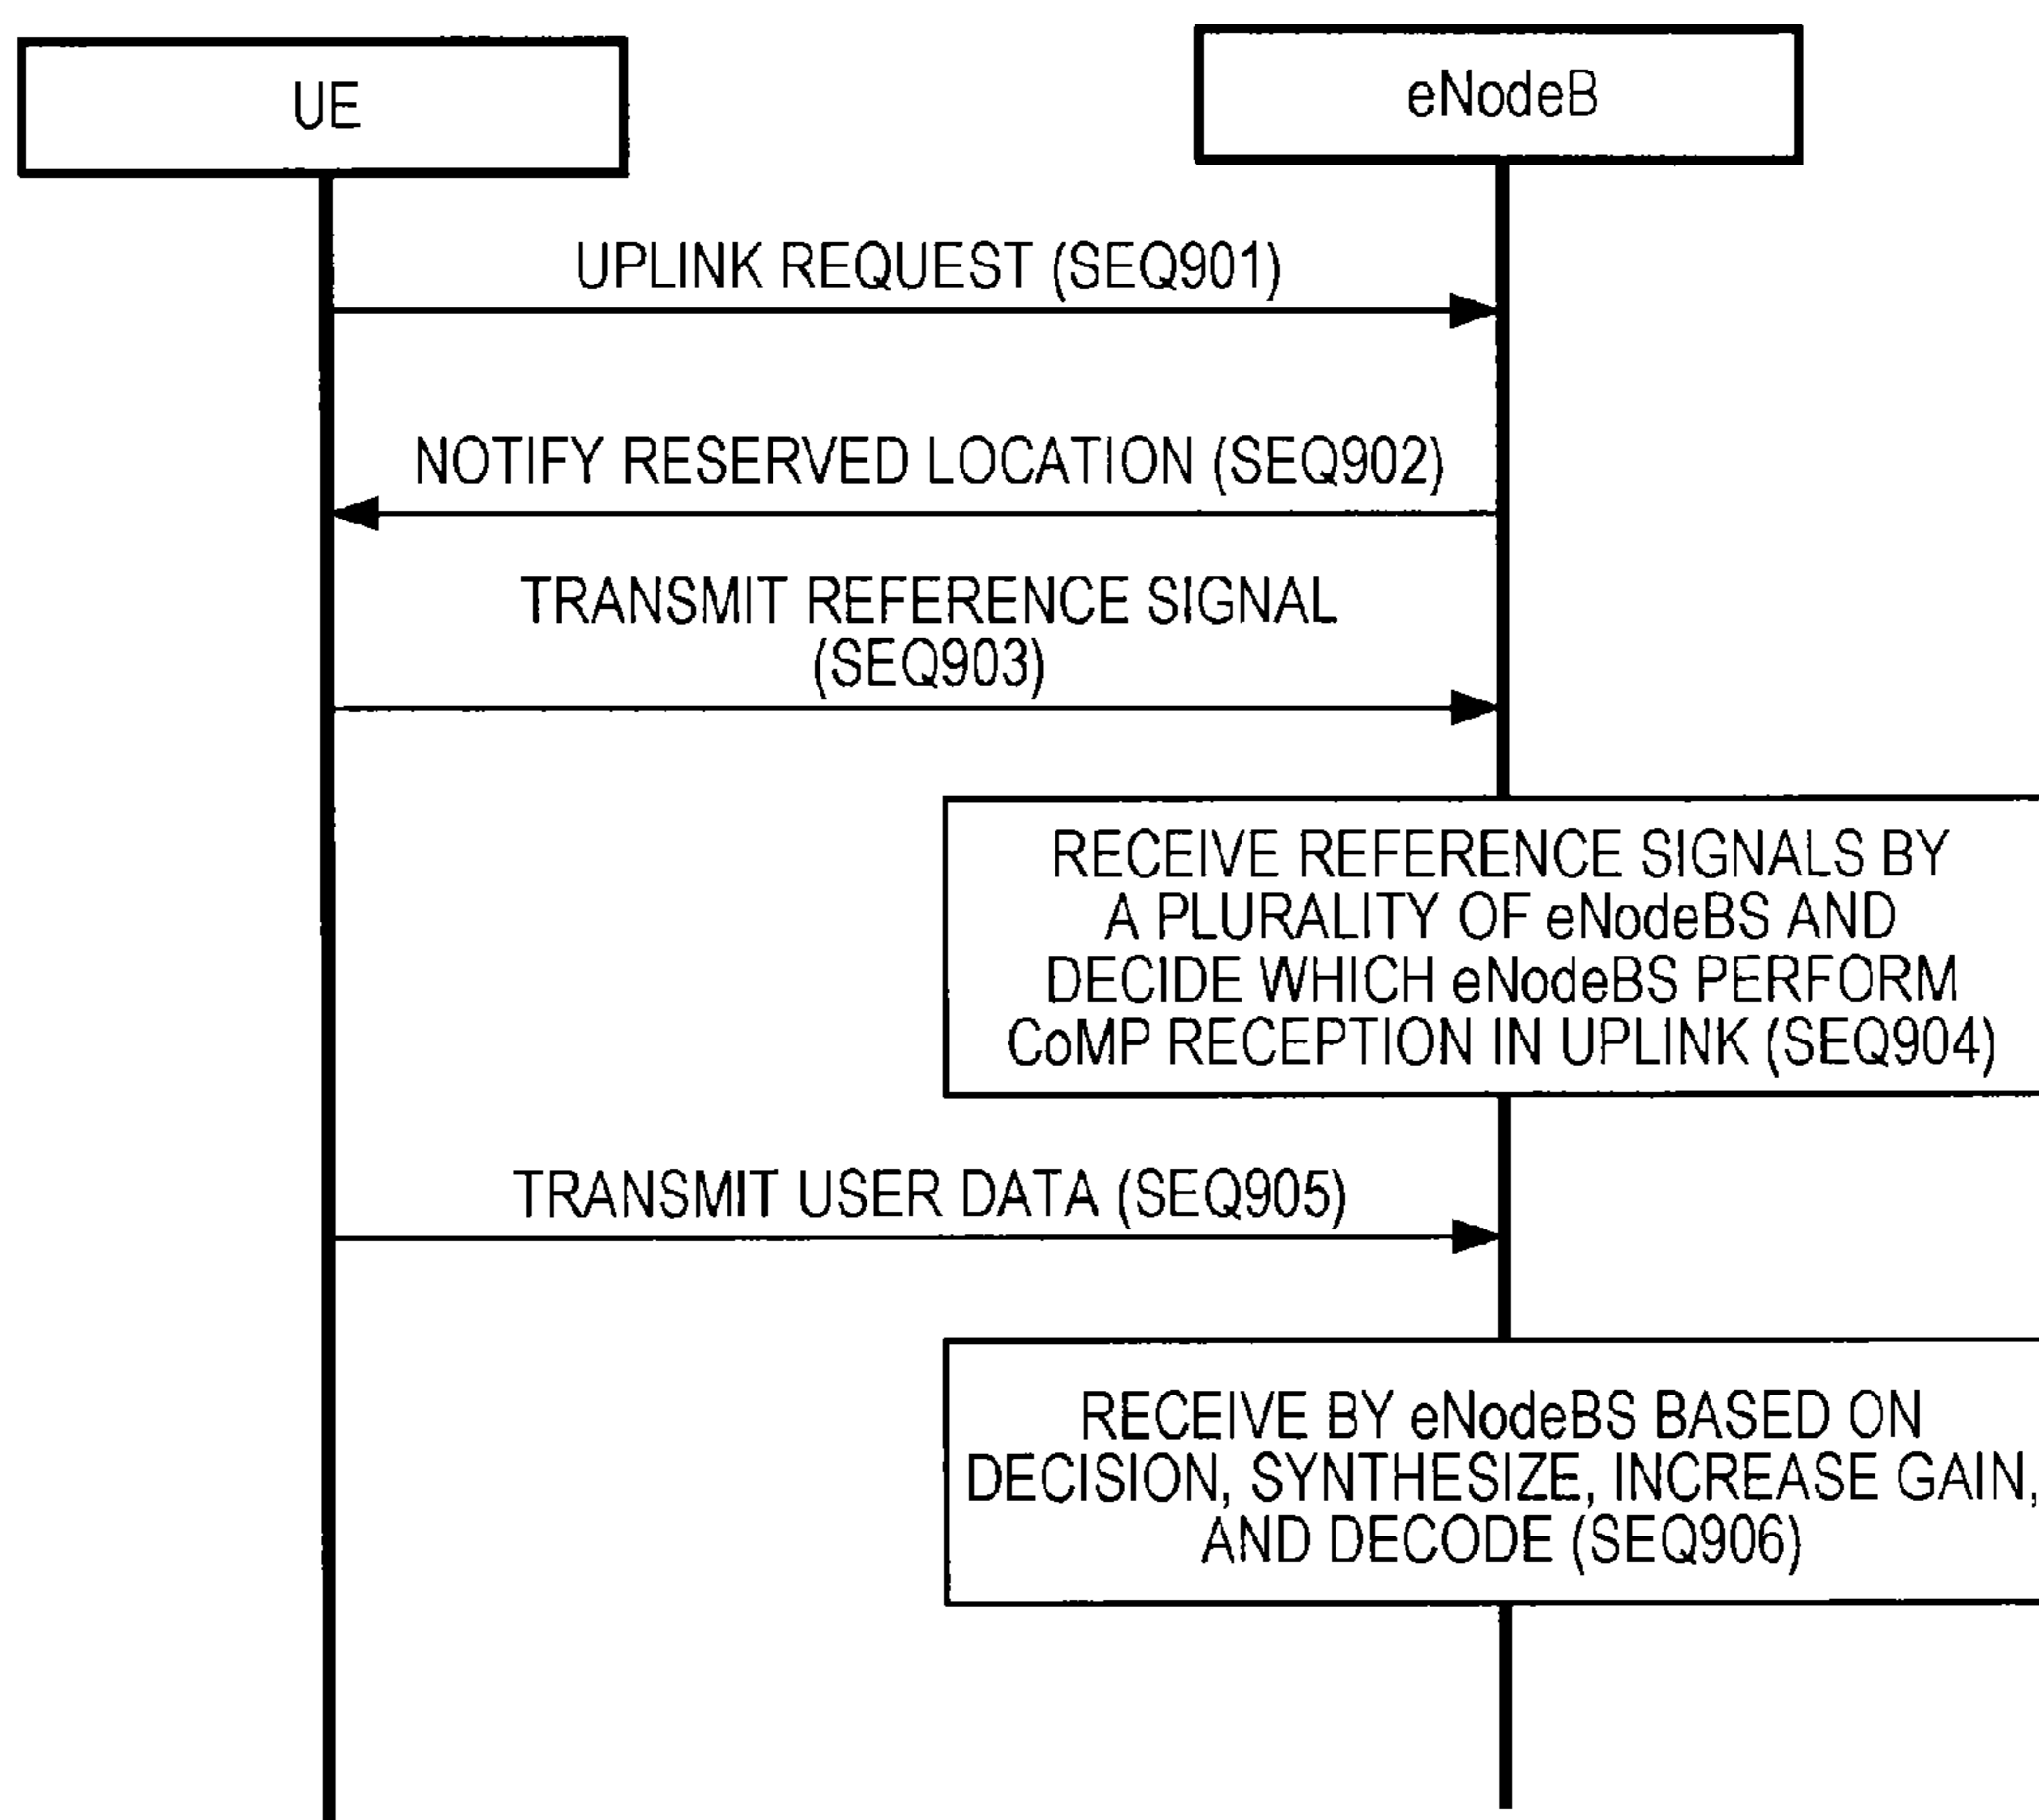 UE
eNodeB
UPLINK REQUEST (SEQ901)
NOTIFY RESERVED LOCATION (SEQ902)
TRANSMIT REFERENCE SIGNAL
(SEQ903)
RECEIVE REFERENCE SIGNALS BY
A PLURALITY OF eNodeBS AND
DECIDE WHICH eNodeBS PERFORM
CoMP RECEPTION IN UPLINK (SEQ904)
TRANSMIT USER DATA (SEQ905)
RECEIVE BY eNodeBS BASED ON
DECISION, SYNTHESIZE, INCREASE GAIN,
AND DECODE (SEQ906)